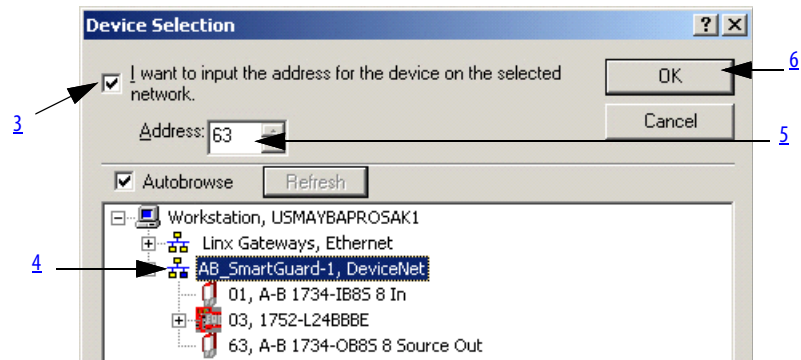 Device Selection
I want to input the address for the device on the selected
network.
OK
6
3
Address: 63
Cancel
5
Autobrowse
Refresh
Workstation, USMAYBAPROSAK1
Linx Gateways, Ethernet
4
AB_SmartGuard-1, DeviceNet
01, A-B 1734-IB8S 8 In
03, 1752-L24BBBE
63, A-B 1734-OB8S 8 Source Out